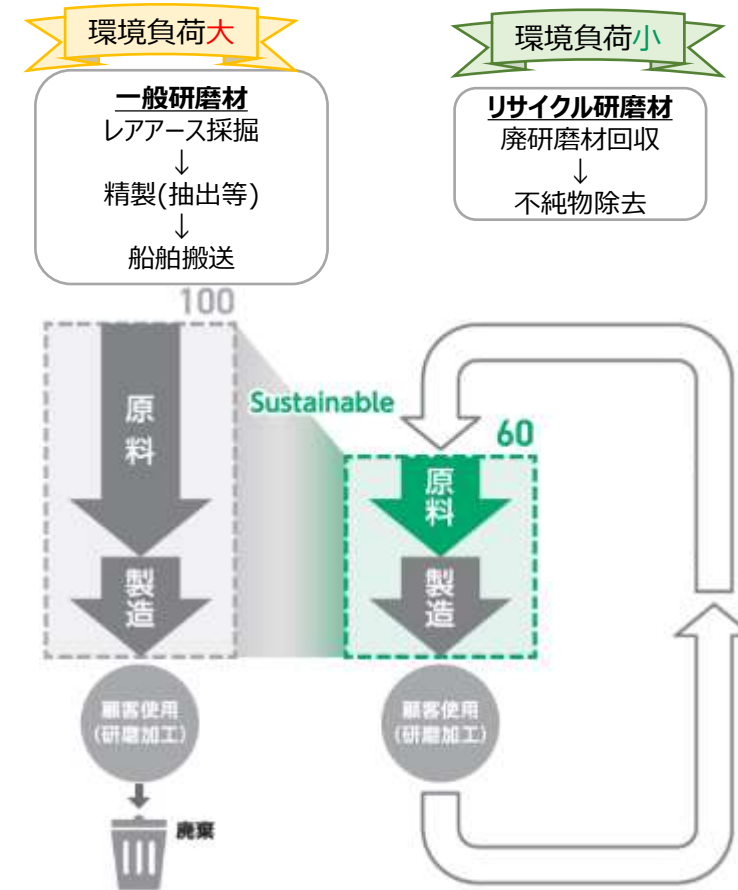 環境負荷大
一般研磨材
レアアース採掘
↓
精製(抽出等)
↓
船舶搬送
環境負荷小
リサイクル研磨材
廃研磨材回収
↓
不純物除去
100
原料
製造
顧客使用
(研磨加工)
廃棄
Sustainable
60
原料
製造
顧客使用
(研磨加工)